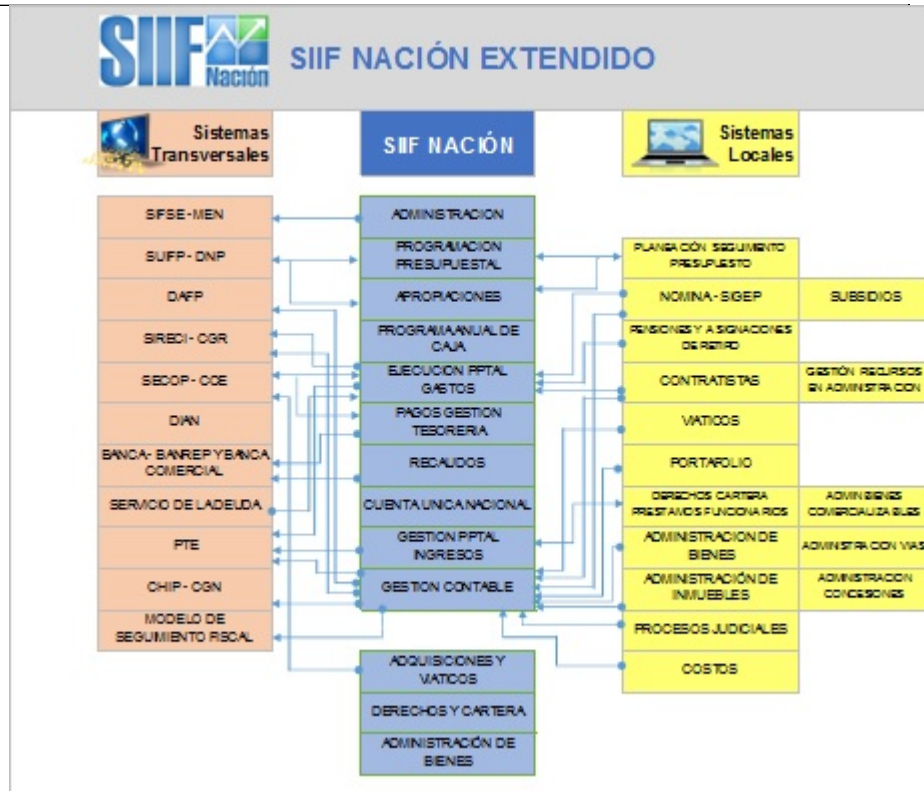 SIIF
Nación
SIIF NACIÓN EXTENDIDO
Sistemas
Transversales
SIIF NACIÓN
Sistemas
Locales
SIFSE - MEN
SUIFP - DNP
DAFP
SIRECI - CGR
SECOP - CCE
DIAN
BANCA - BANREP Y BANCA
COMERCIAL
SERVICIO DE LA DEUDA
PTE
CHIP - CGN
MODELO DE
SEGUIMIENTO FISCAL
ADMINISTRACION
PROGRAMACION
PRESUPUESTAL
APROPIACIONES
PROGRAMA ANUAL DE
CAJA
EJECUCION PPTAL
GASTOS
PAGOS GESTION
TESORERIA
RECAUDOS
CUENTA UNICA NACIONAL
GESTION PPTAL
INGRESOS
GESTION CONTABLE
ADQUISICIONES Y
VIATICOS
DERECHOS Y CARTERA
ADMINISTRACIÓN DE
BIENES
PLANEACIÓN SEGUIMIENTO
PRESUPUESTO
NOMINA - SIGEP
SUBSIDIOS
PENSIONES Y ASIGNACIONES
DE RETIRO
CONTRATISTAS
GESTIÓN RECURSOS
EN ADMINISTRACION
VIATICOS
PORTAFOLIO
DERECHOS CARTERA
PRESTAMOS FUNCIONARIOS
ADMIN BIENES
COMERCIALIZABLES
ADMINISTRACION DE
BIENES
ADMINISTRACION VIAS
ADMINISTRACIÓN DE
INMUEBLES
ADMINISTRACION
CONCESIONES
PROCESOS JUDICIALES
COSTOS